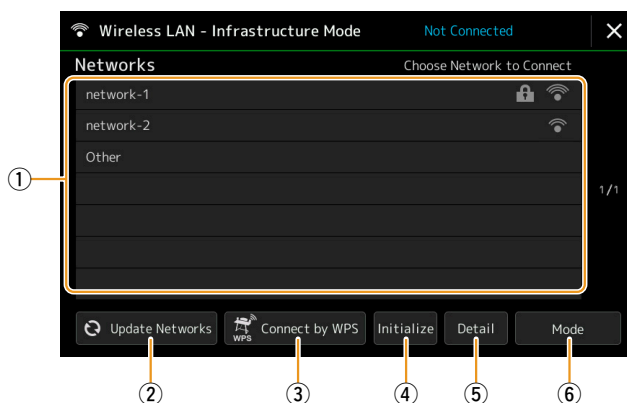 Wireless LAN - Infrastructure Mode Not Connected
Networks Choose Network to Connect
network-1
network-2
Other
①
1/1
Update Networks WPS Connect by WPS Initialize Detail Mode
② ③ ④ ⑤ ⑥